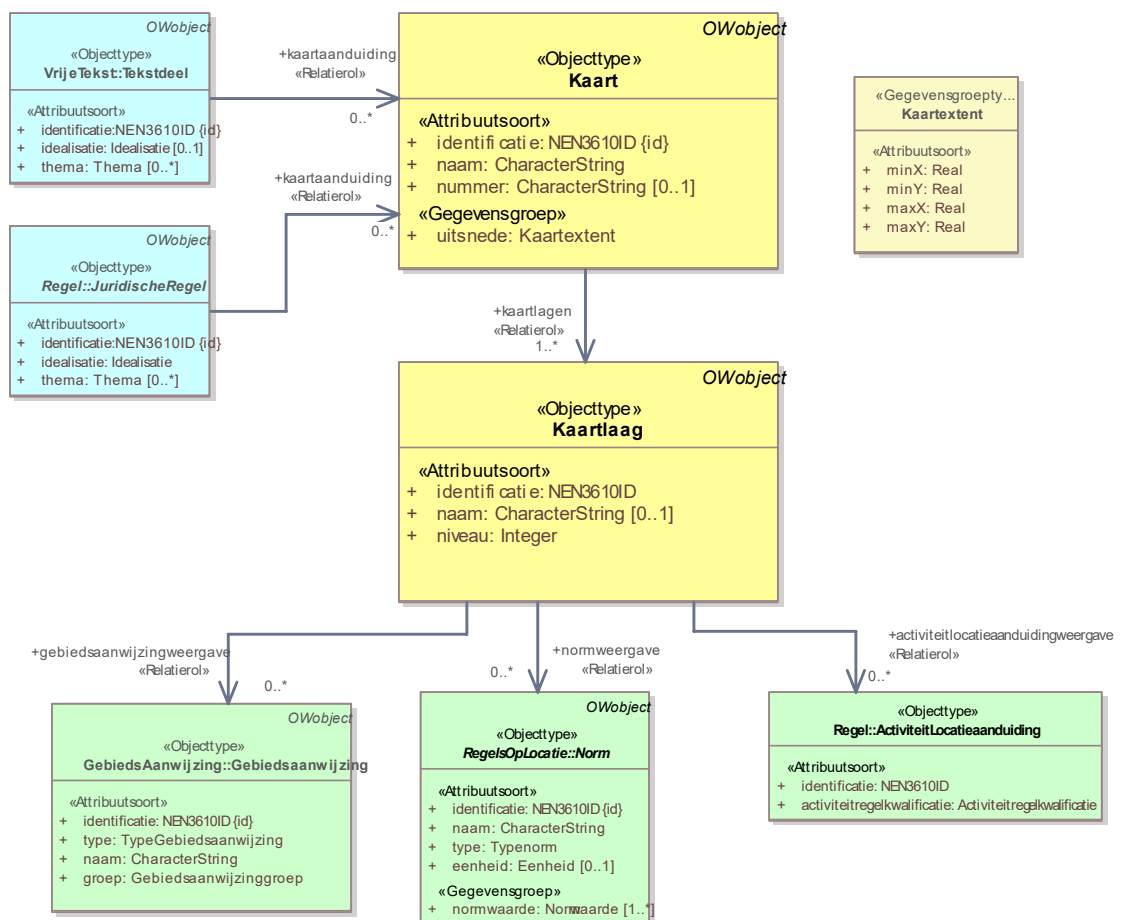 OWobject
«Objecttype»
VrijeTekst::Tekstdeel
«Attribuutsoort»
+ identificatie:NEN3610ID {id}
+ idealisatie: Idealisatie [0..1]
+ thema: Thema [0..*]
+kaartaanduiding
«Relatierol»
0..*
OWobject
«Objecttype»
Kaart
«Attribuutsoort»
+ identificatie: NEN3610ID {id}
+ naam: CharacterString
+ nummer: CharacterString [0..1]
«Gegevensgroep»
+ uitsnede: Kaartextent
«Gegevensgroepty...
Kaartextent
«Attribuutsoort»
+ minX: Real
+ minY: Real
+ maxX: Real
+ maxY: Real
+kaartaanduiding
«Relatierol»
0..*
OWobject
«Objecttype»
Regel::JuridischeRegel
«Attribuutsoort»
+ identificatie:NEN3610ID {id}
+ idealisatie: Idealisatie
+ thema: Thema [0..*]
+kaartlagen
«Relatierol»
1..*
OWobject
«Objecttype»
Kaartlaag
«Attribuutsoort»
+ identificatie: NEN3610ID
+ naam: CharacterString [0..1]
+ niveau: Integer
+gebiedsaanwijzingweergave
«Relatierol»
0..*
+normweergave
«Relatierol»
0..*
+activiteitlocatieaanduidingweergave
«Relatierol»
0..*
OWobject
«Objecttype»
GebiedsAanwijzing::Gebiedsaanwijzing
«Attribuutsoort»
+ identificatie: NEN3610ID {id}
+ type: TypeGebiedsaanwijzing
+ naam: CharacterString
+ groep: Gebiedsaanwijzinggroep
OWobject
«Objecttype»
RegelsOpLocatie::Norm
«Attribuutsoort»
+ identificatie: NEN3610ID {id}
+ naam: CharacterString
+ type: Typenorm
+ eenheid: Eenheid [0..1]
«Gegevensgroep»
+ normwaarde: Normwaarde [1..*]
«Objecttype»
Regel::ActiviteitLocatieaanduiding
«Attribuutsoort»
+ identificatie: NEN3610ID
+ activiteitregelkwalificatie: Activiteitregelkwalificatie